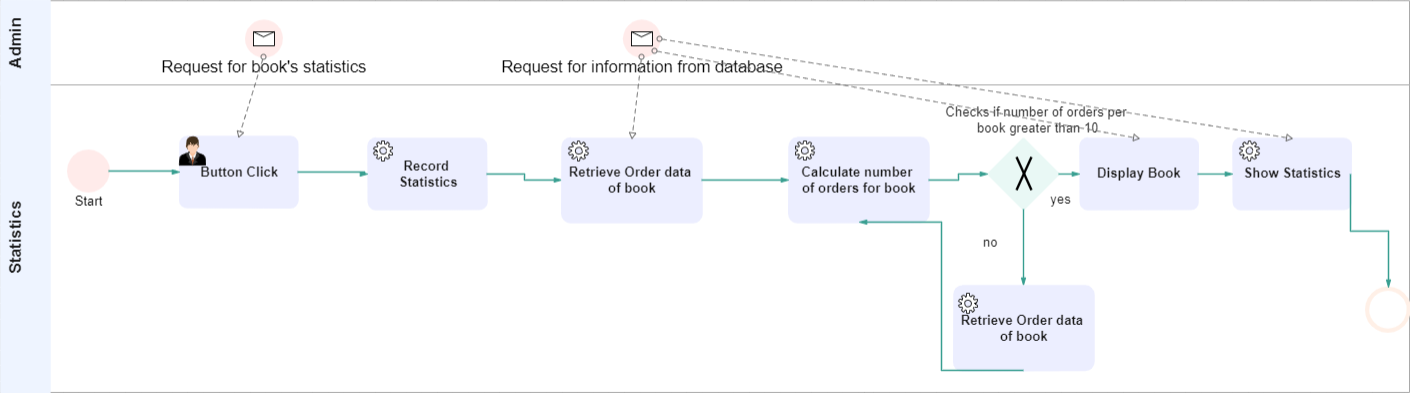 Admin
Request for book's statistics
Request for information from database
Statistics
Start
Button Click
Record
Statistics
Retrieve Order data
of book
Calculate number
of orders for book
Checks if number of orders per
book greater than 10
X
yes
no
Display Book
Show Statistics
Retrieve Order data
of book